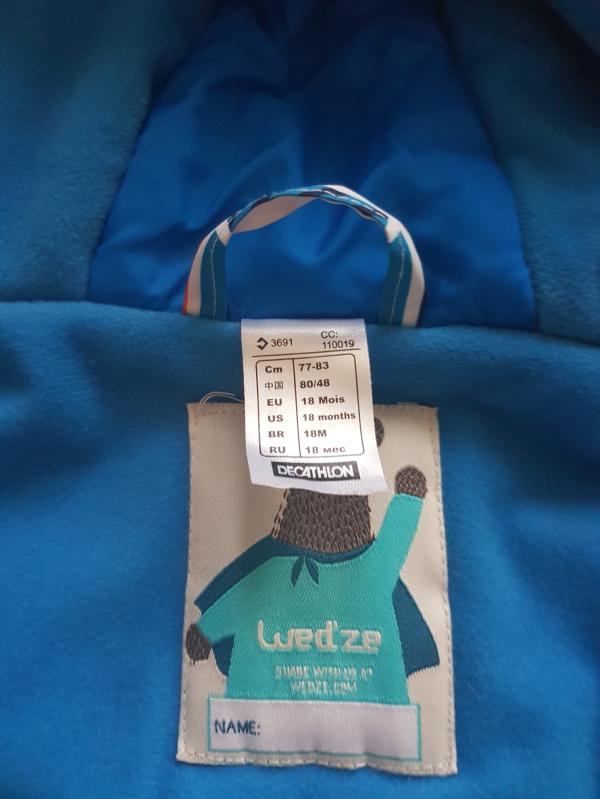 3691 CC: 110019
Cm 77-83
中国 80/48
EU 18 Mois
US 18 months
BR 18M
RU 18 мес
DECATHLON
wed'ze
SHARE WITH US AT
WEDZE.COM
NAME: